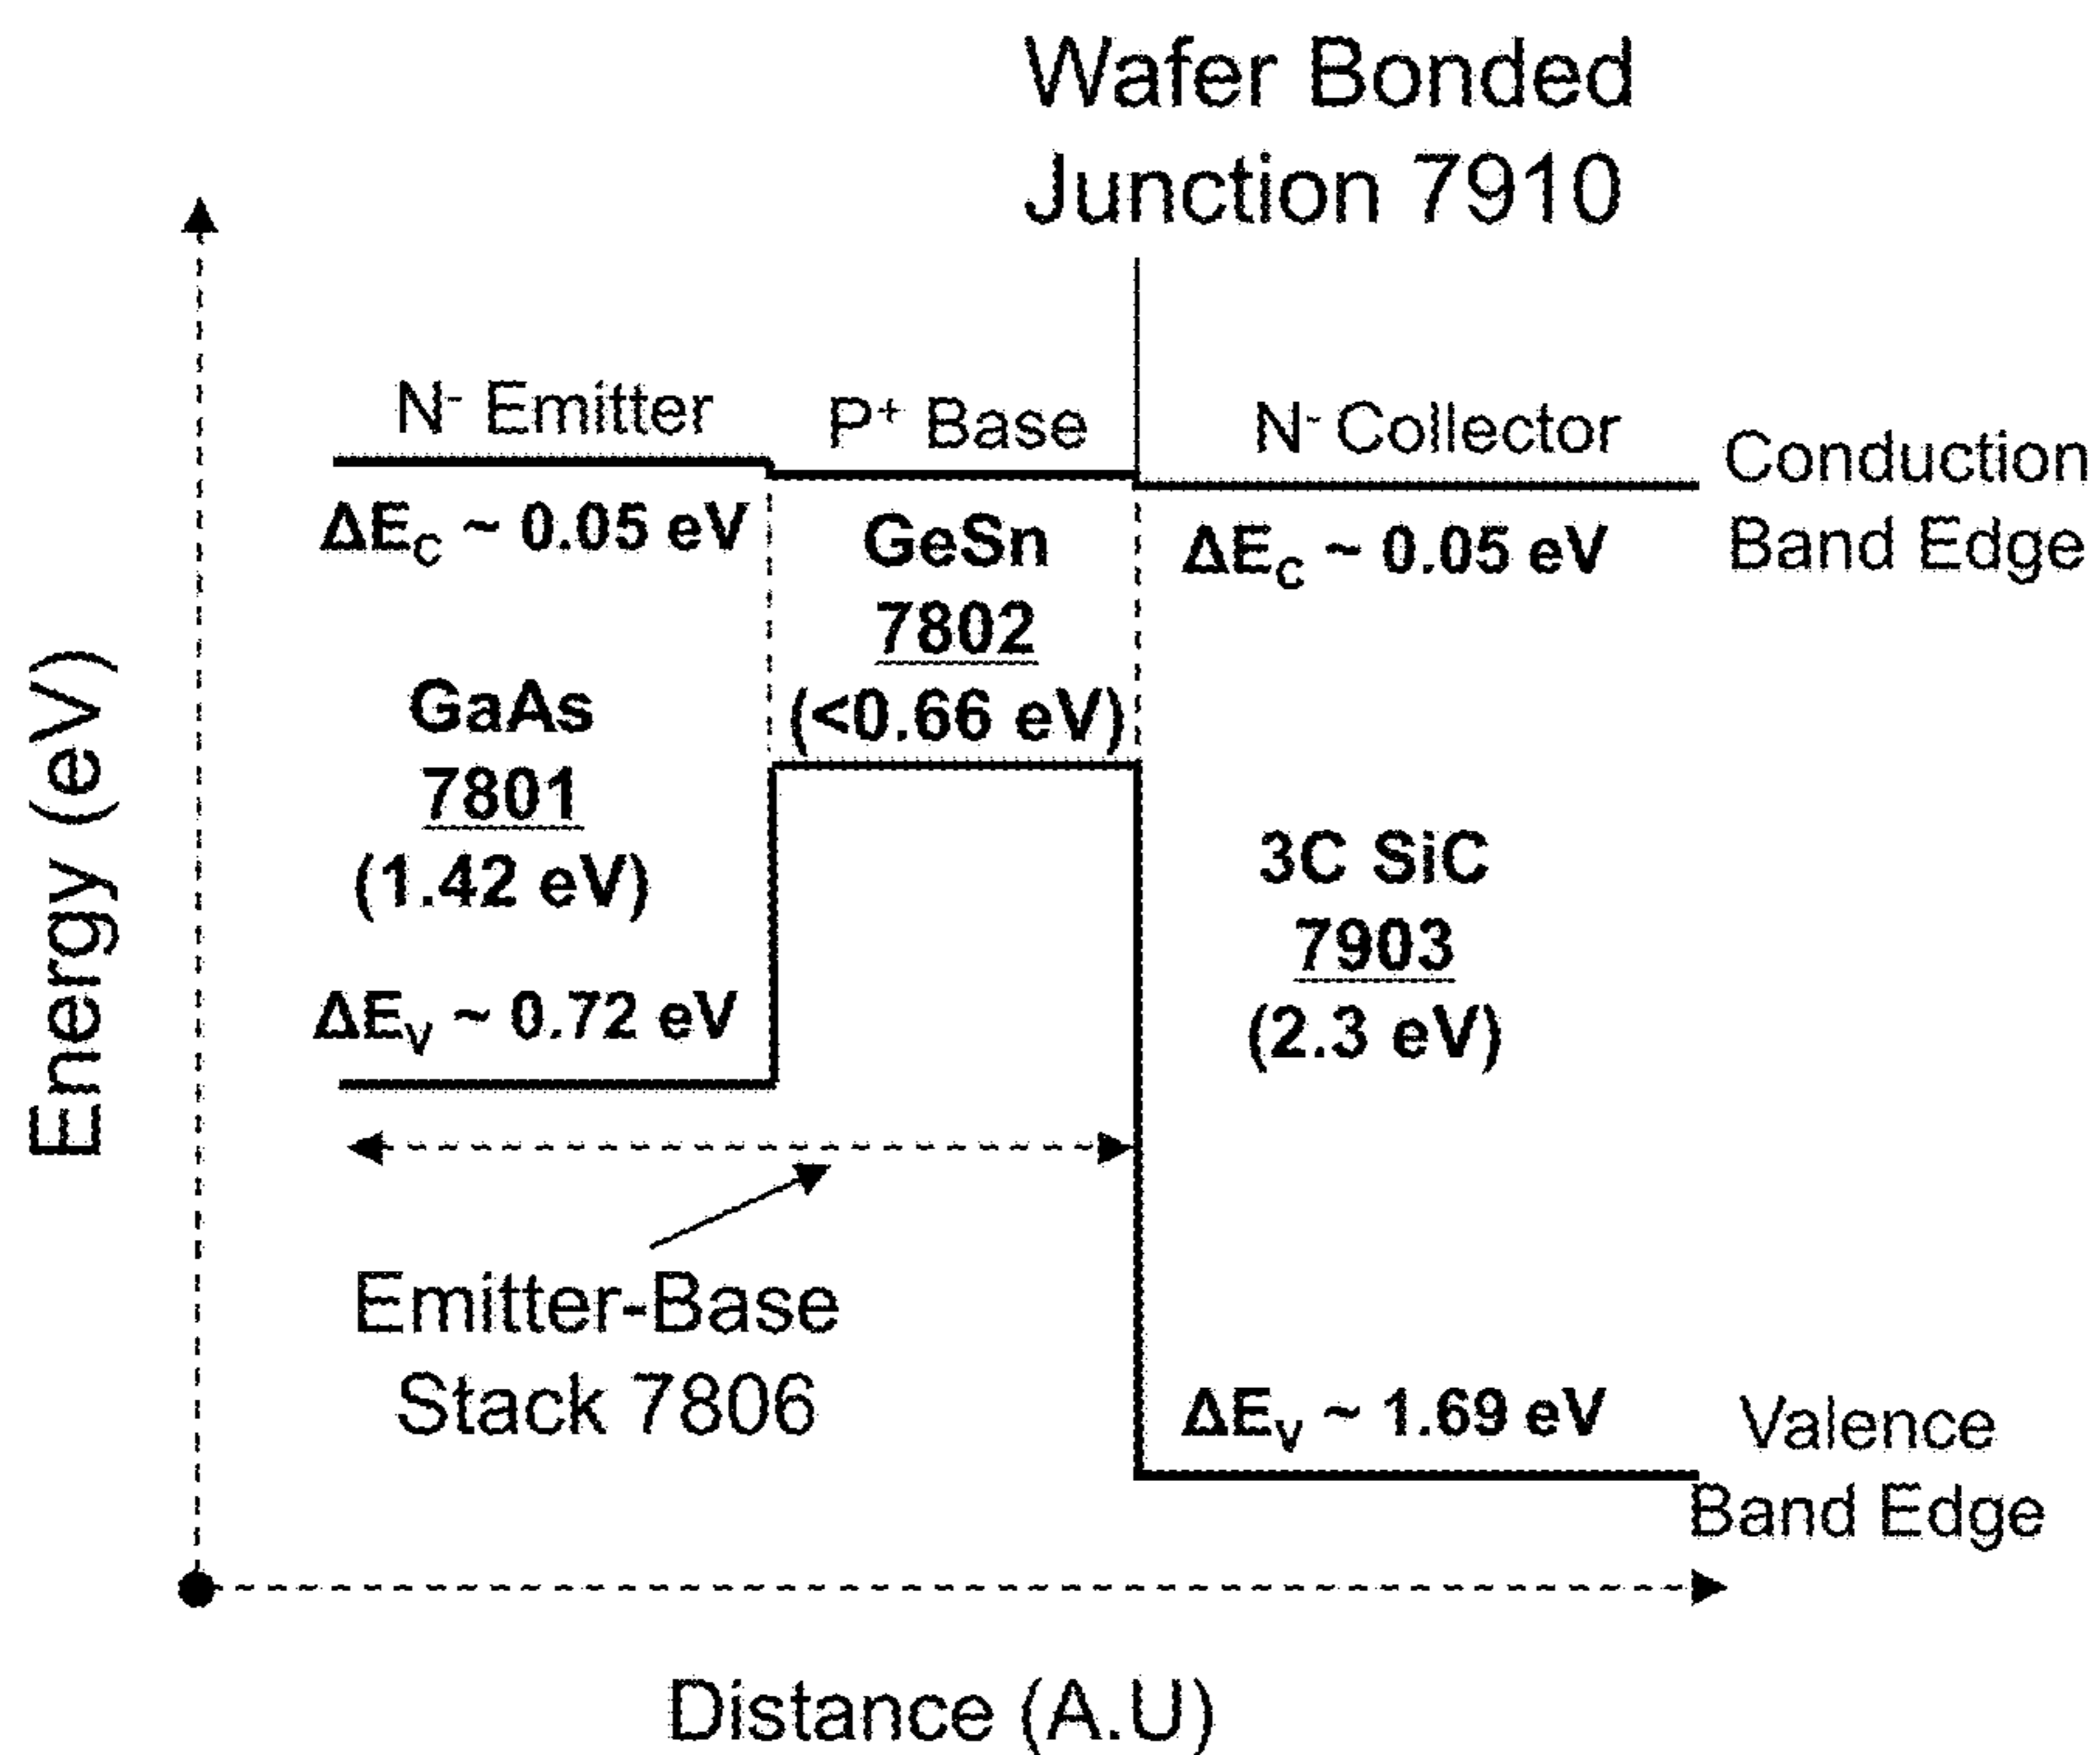 Wafer Bonded
Junction 7910
N- Emitter
P+ Base
N- Collector
Conduction
Band Edge
ΔEC ~ 0.05 eV
GeSn
7802
(<0.66 eV)
ΔEC ~ 0.05 eV
GaAs
7801
(1.42 eV)
ΔEV ~ 0.72 eV
3C SiC
7903
(2.3 eV)
Energy (eV)
Emitter-Base
Stack 7806
ΔEV ~ 1.69 eV
Valence
Band Edge
Distance (A.U)